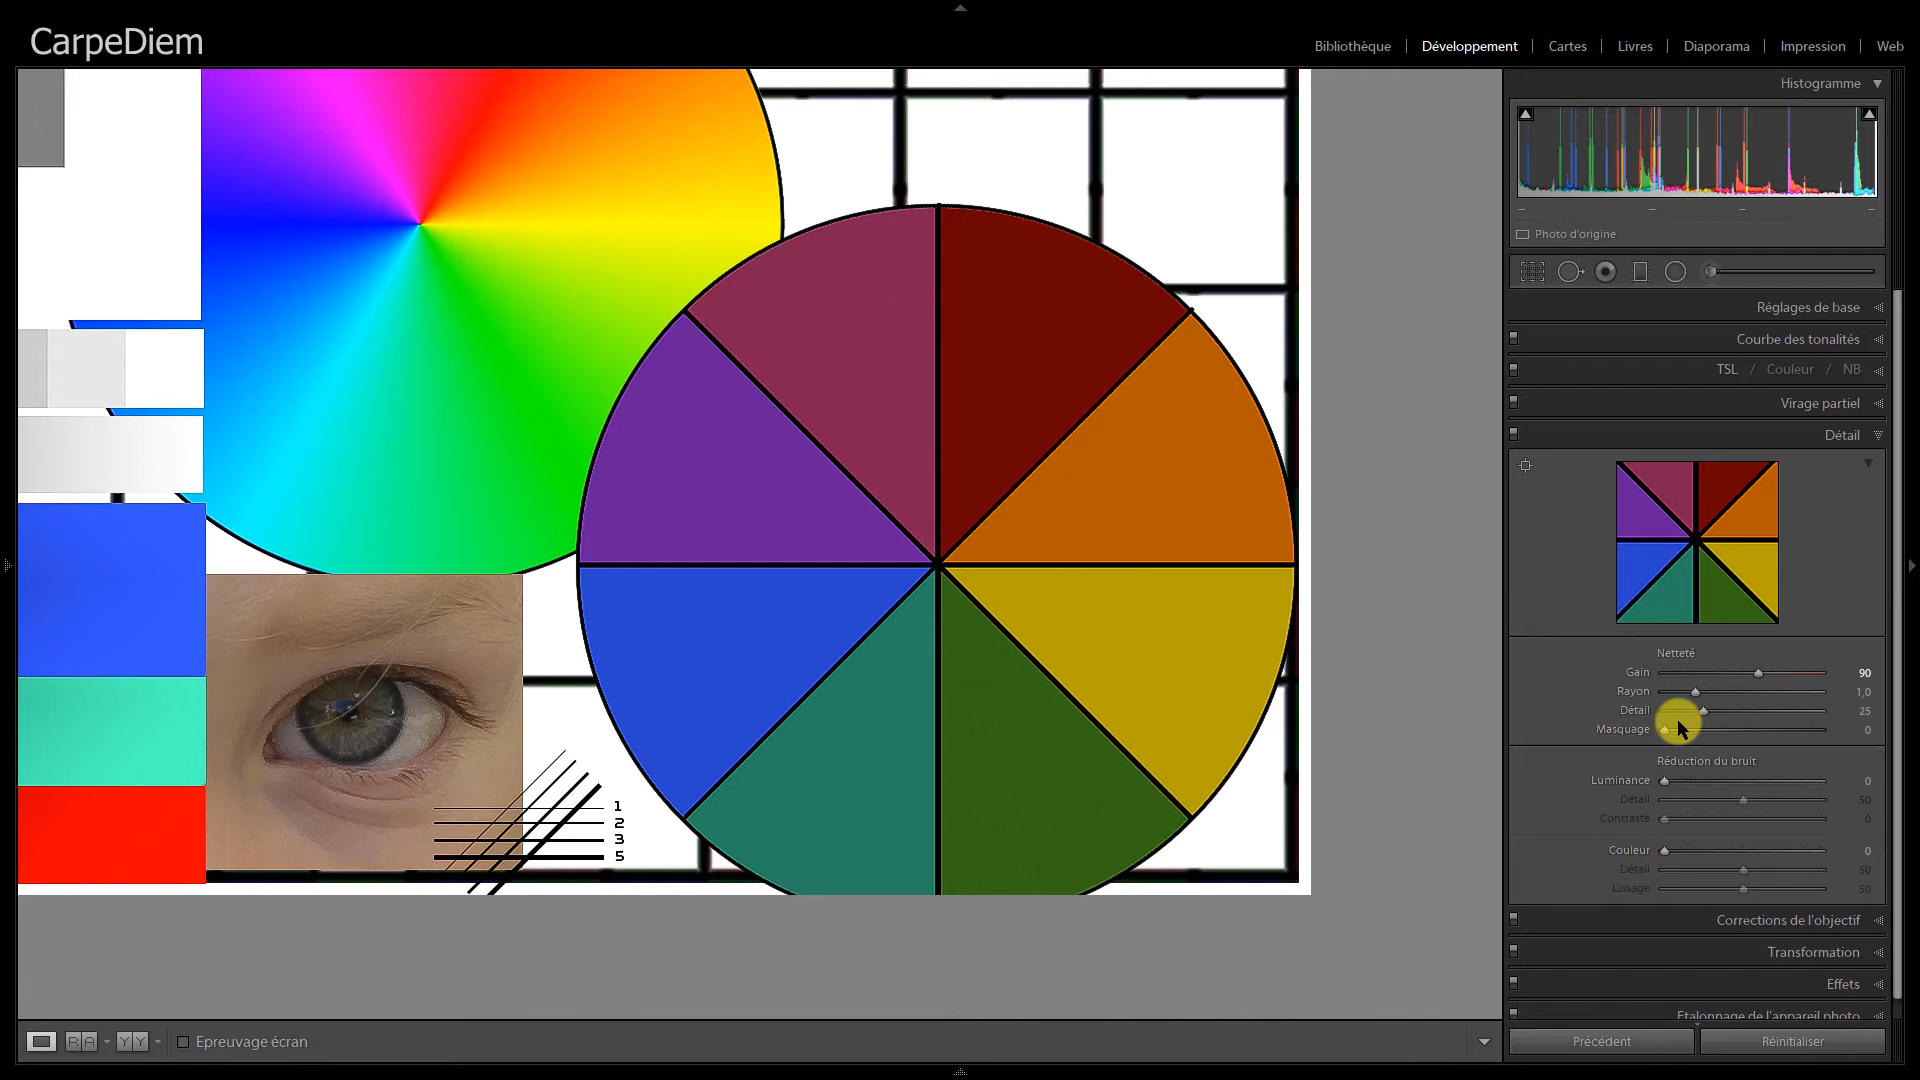 CarpeDiem
Bibliothèque | Développement | Cartes | Livres | Diaporama | Impression | Web
Histogramme
Photo d'origine
Réglages de base
Courbe des tonalités
TSL / Couleur / NB
Virage partiel
Détail
Netteté
Gain 90
Rayon 1,0
Détail 25
Masquage 0
Réduction du bruit
Luminance 0
Détail 50
Contraste 0
Couleur 0
Détail 50
Lissage 50
1
2
3
5
Corrections de l'objectif
Transformation
Effets
Etalonnage de l'appareil photo
R A
Y Y
Epreuvage écran
Précédent
Réinitialiser